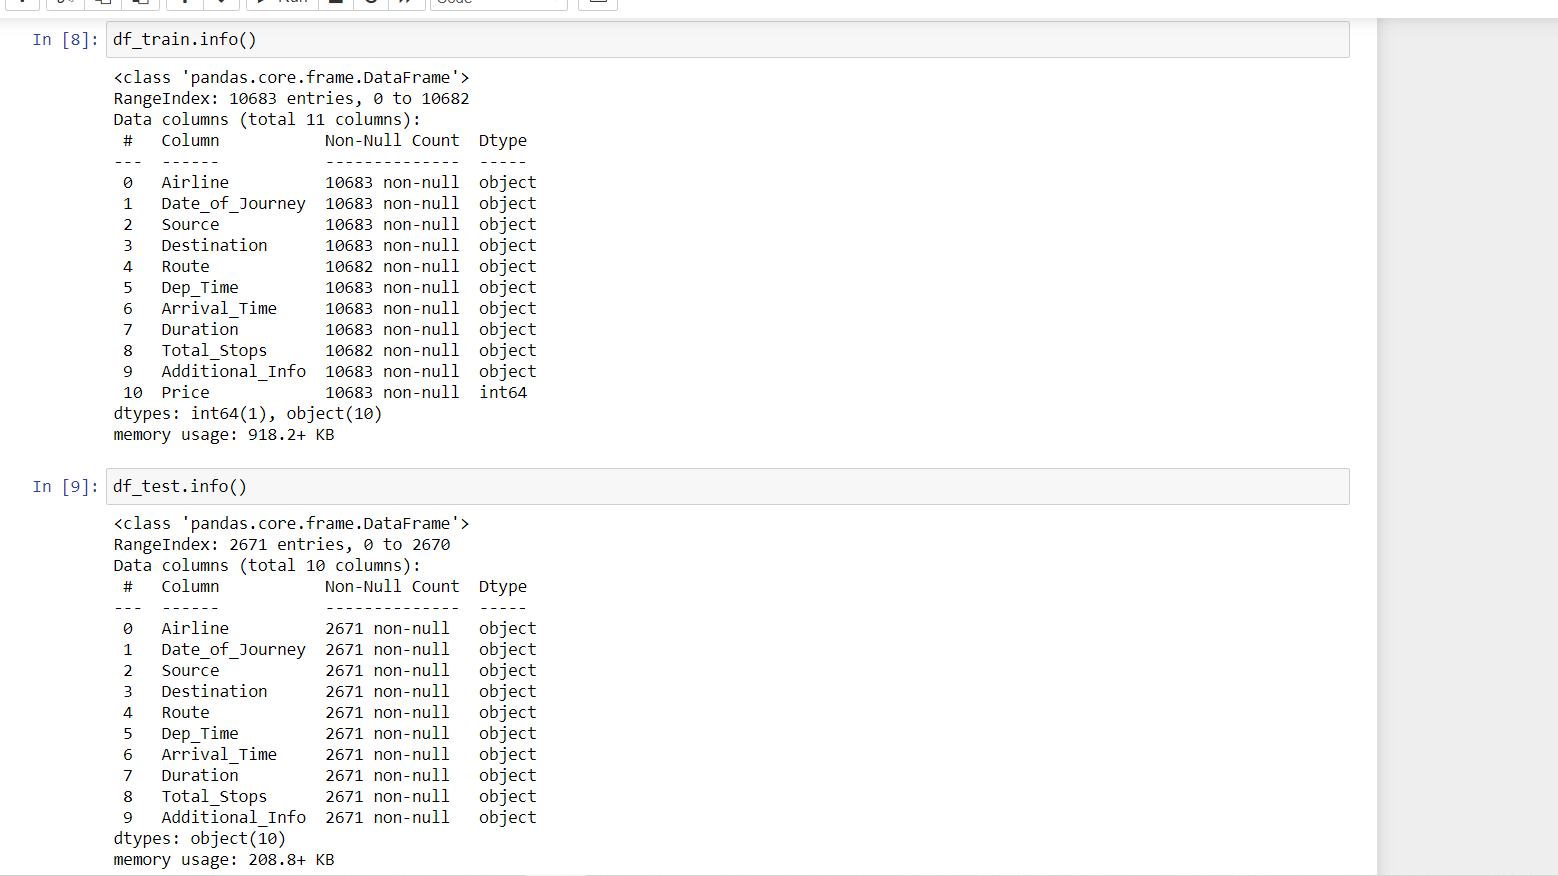 In [8]: df_train.info()
<class 'pandas.core.frame.DataFrame'>
RangeIndex: 10683 entries, 0 to 10682
Data columns (total 11 columns):
 #   Column           Non-Null Count  Dtype
---  ------           --------------  -----
 0   Airline          10683 non-null  object
 1   Date_of_Journey  10683 non-null  object
 2   Source           10683 non-null  object
 3   Destination      10683 non-null  object
 4   Route            10682 non-null  object
 5   Dep_Time         10683 non-null  object
 6   Arrival_Time     10683 non-null  object
 7   Duration         10683 non-null  object
 8   Total_Stops      10682 non-null  object
 9   Additional_Info  10683 non-null  object
 10  Price            10683 non-null  int64
dtypes: int64(1), object(10)
memory usage: 918.2+ KB
In [9]: df_test.info()
<class 'pandas.core.frame.DataFrame'>
RangeIndex: 2671 entries, 0 to 2670
Data columns (total 10 columns):
 #   Column           Non-Null Count  Dtype
---  ------           --------------  -----
 0   Airline          2671 non-null   object
 1   Date_of_Journey  2671 non-null   object
 2   Source           2671 non-null   object
 3   Destination      2671 non-null   object
 4   Route            2671 non-null   object
 5   Dep_Time         2671 non-null   object
 6   Arrival_Time     2671 non-null   object
 7   Duration         2671 non-null   object
 8   Total_Stops      2671 non-null   object
 9   Additional_Info  2671 non-null   object
dtypes: object(10)
memory usage: 208.8+ KB